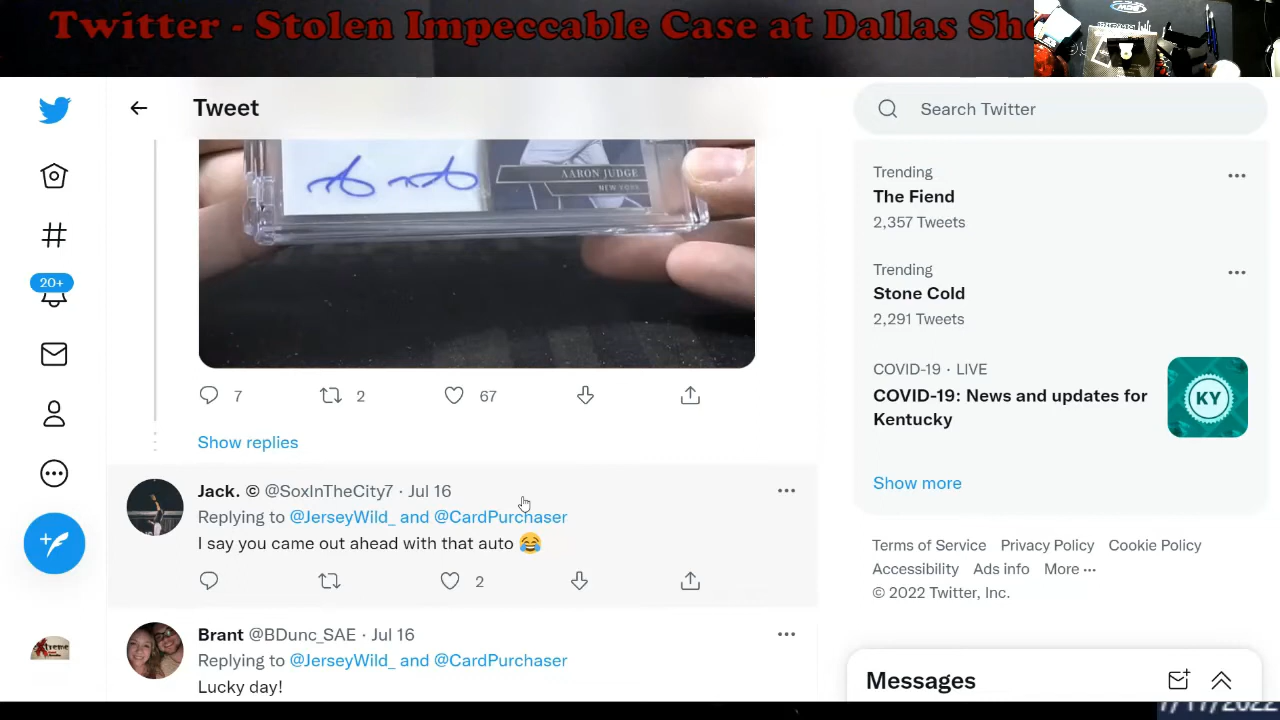 Twitter - Stolen Impeccable Case at Dallas Sho
Tweet
Search Twitter
AARON JUDGE
NEW YORK
7 2 67
Show replies
Jack. © @SoxInTheCity7 · Jul 16
Replying to @JerseyWild_ and @CardPurchaser
I say you came out ahead with that auto 😂
2
Brant @BDunc_SAE · Jul 16
Replying to @JerseyWild_ and @CardPurchaser
Lucky day!
20+
Trending
The Fiend
2,357 Tweets
Trending
Stone Cold
2,291 Tweets
COVID-19 · LIVE
COVID-19: News and updates for
Kentucky
KY
Show more
Terms of Service Privacy Policy Cookie Policy
Accessibility Ads info More ···
© 2022 Twitter, Inc.
Messages
7/17/2022